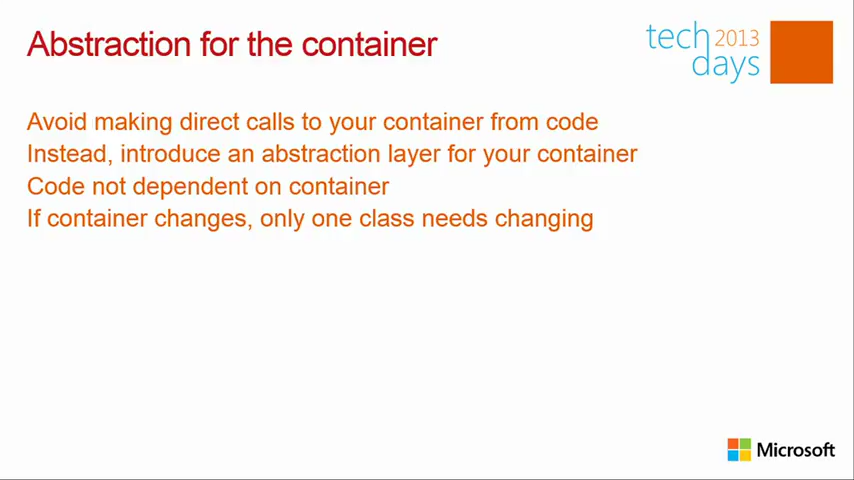 Abstraction for the container
tech 2013
days
Avoid making direct calls to your container from code
Instead, introduce an abstraction layer for your container
Code not dependent on container
If container changes, only one class needs changing
Microsoft